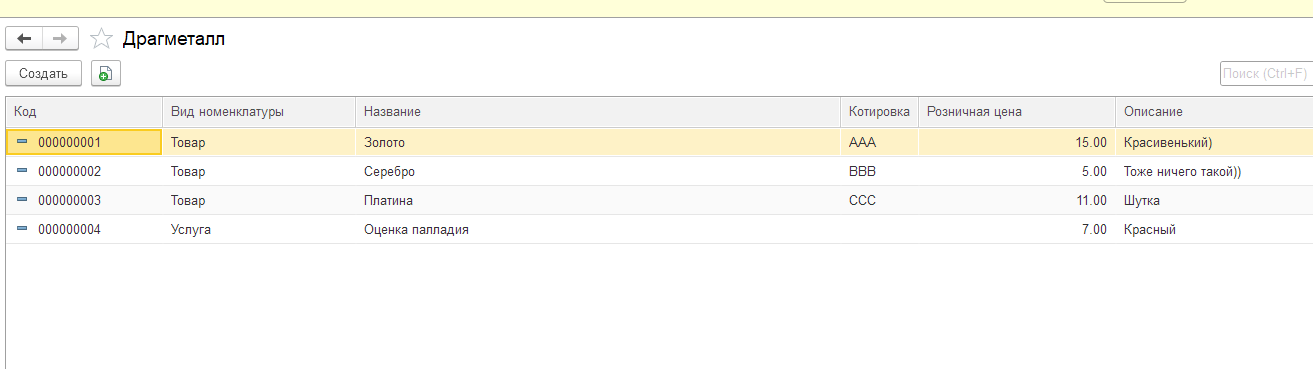 Драгметалл
Создать Поиск (Ctrl+F)
Код Вид номенклатуры Название Котировка Розничная цена Описание
000000001 Товар Золото AAA 15.00 Красивенький)
000000002 Товар Серебро BBB 5.00 Тоже ничего такой))
000000003 Товар Платина CCC 11.00 Шутка
000000004 Услуга Оценка палладия 7.00 Красный